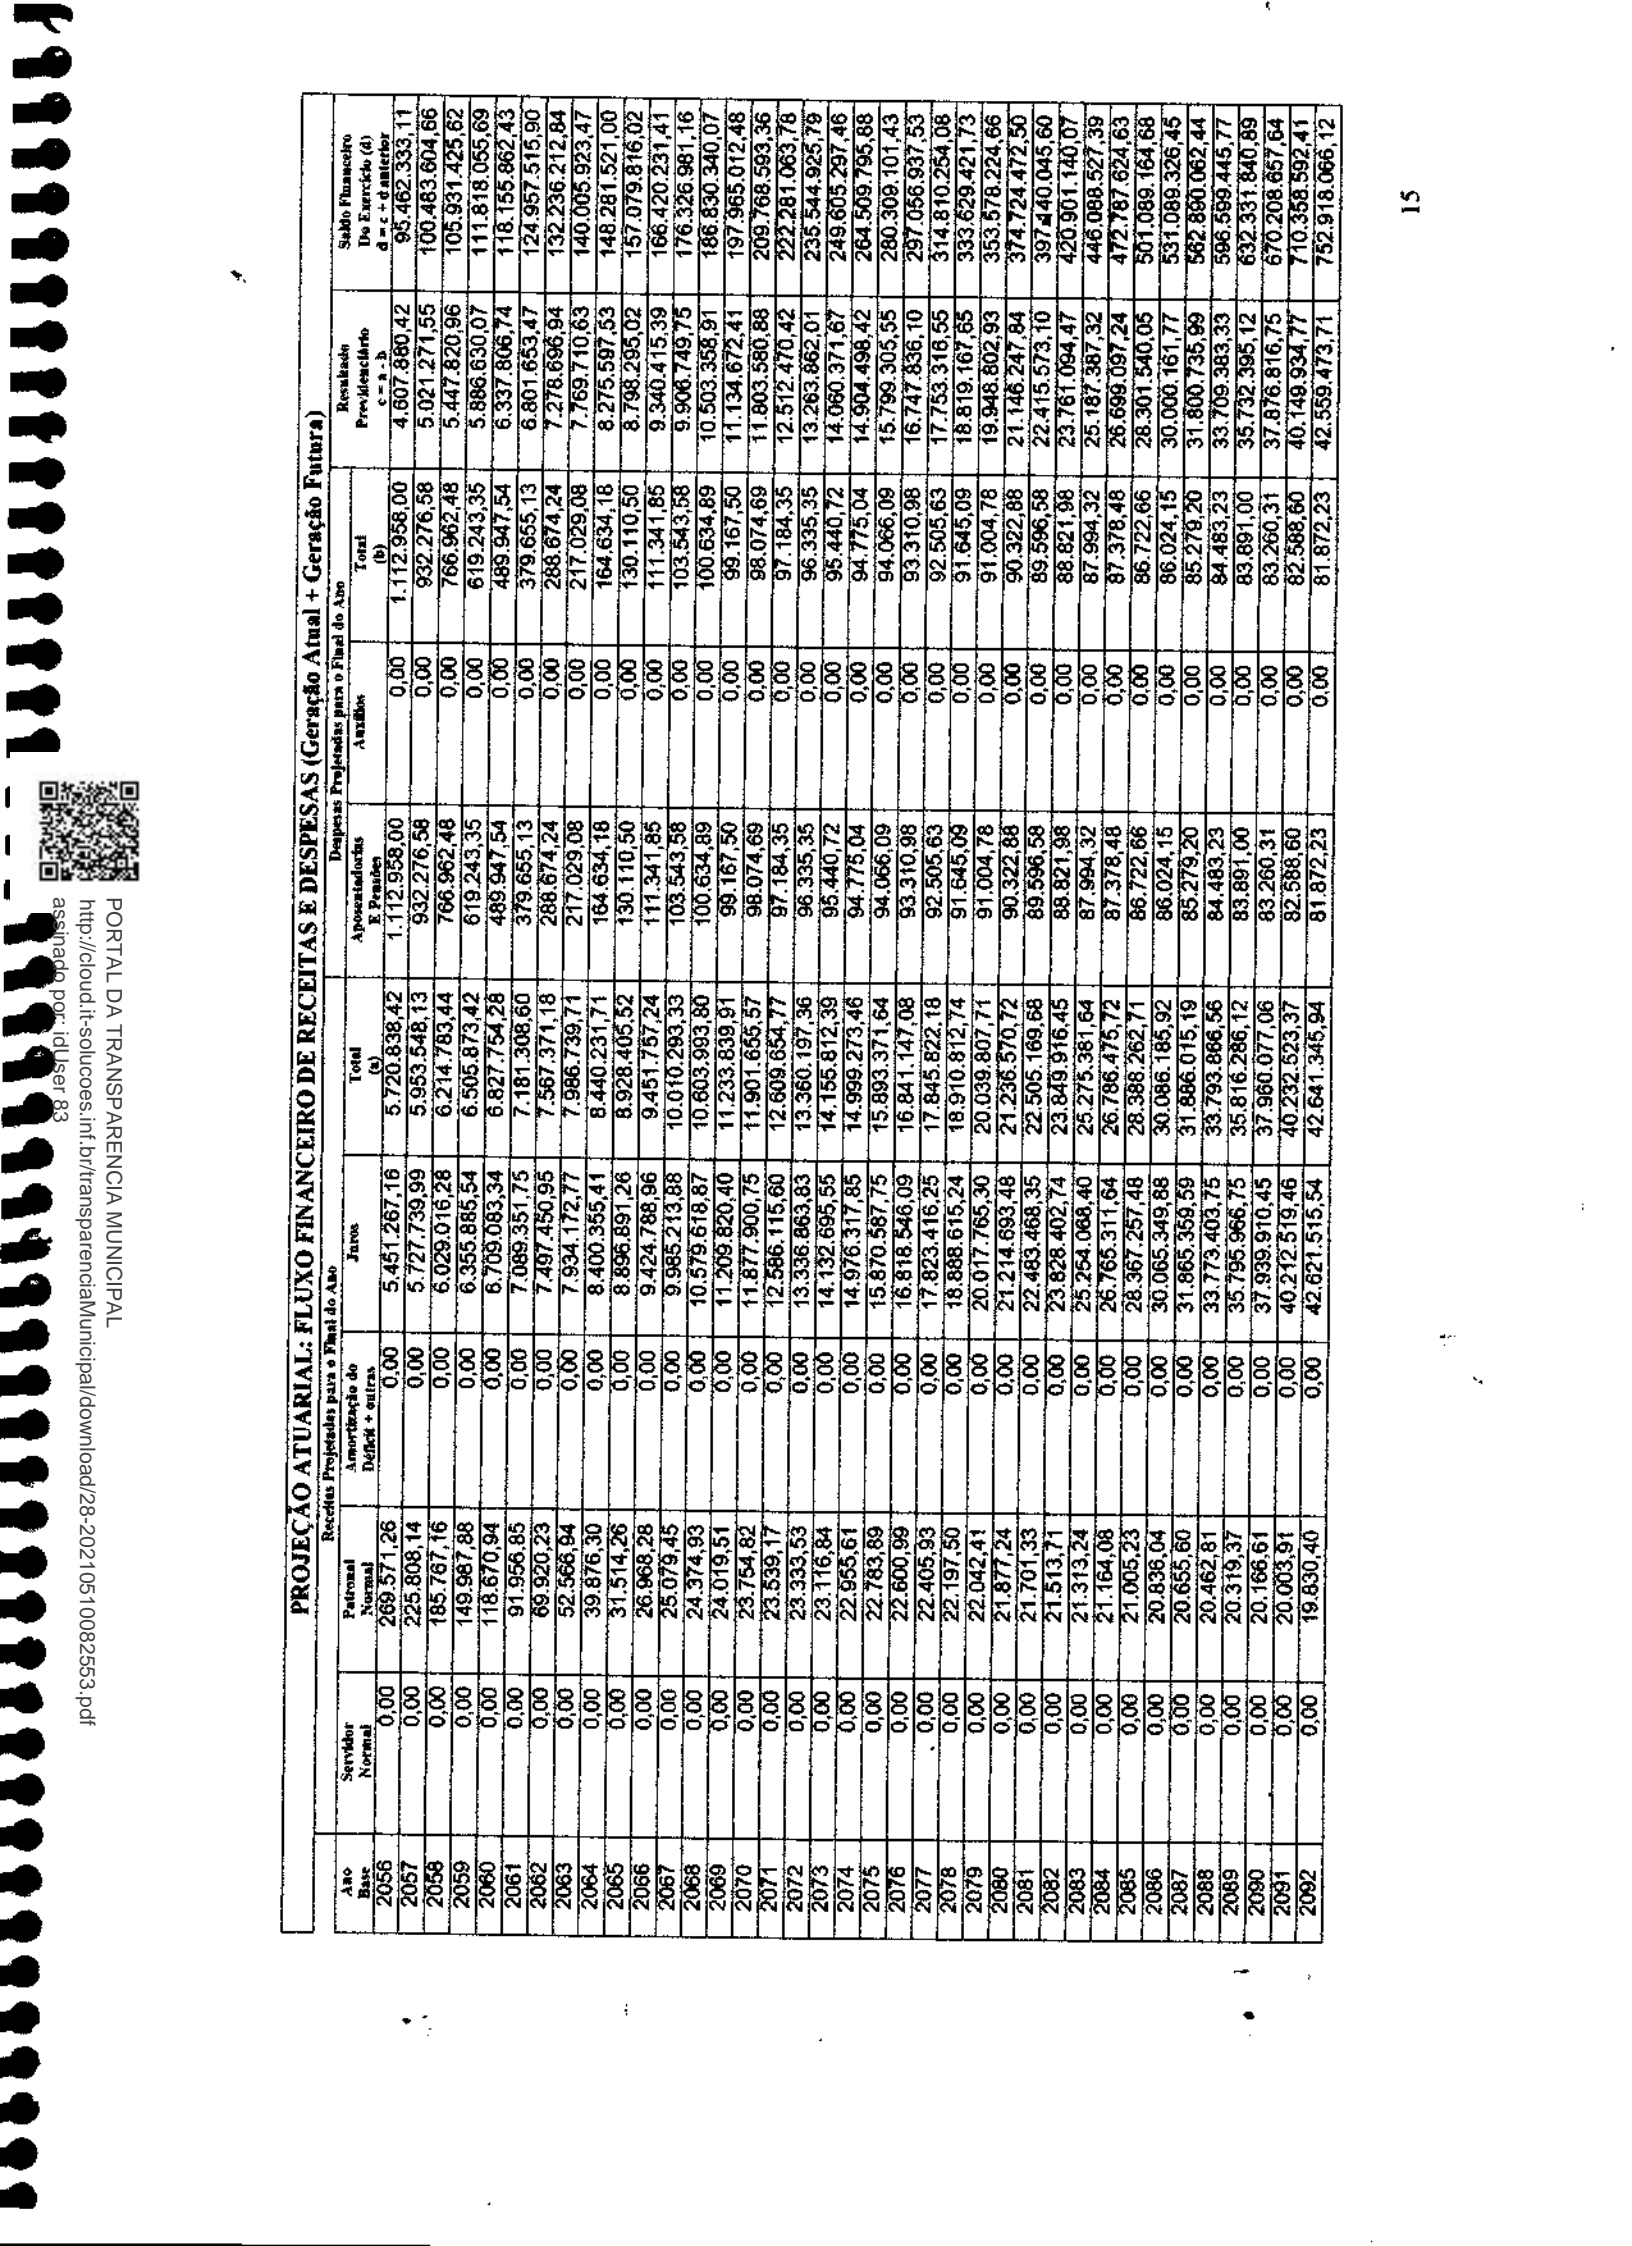 PROJEÇÃO ATUARIAL: FLUXO FINANCEIRO DE RECEITAS E DESPESAS (Geração Atual + Geração Futura)
Receitas Projetadas para o Final do Ano Despesas Projetadas para o Final do Ano
Ano Base Servidor Normal Patronal Normal Amortização do Déficit + outras Juros Total (a) Aposentadorias E Pensões Auxílios Total (b) Resultado Previdenciário c = a - b Saldo Financeiro Do Exercício (d) d = c + d anterior
2056 0,00 269.571,26 0,00 5.451.267,16 5.720.838,42 1.112.958,00 0,00 1.112.958,00 4.607.880,42 95.462.333,11
2057 0,00 225.808,14 0,00 5.727.739,99 5.953.548,13 932.276,58 0,00 932.276,58 5.021.271,55 100.483.604,66
2058 0,00 185.767,16 0,00 6.029.016,28 6.214.783,44 766.962,48 0,00 766.962,48 5.447.820,96 105.931.425,62
2059 0,00 149.987,88 0,00 6.355.885,54 6.505.873,42 619.243,35 0,00 619.243,35 5.886.630,07 111.818.055,69
2060 0,00 118.670,94 0,00 6.709.083,34 6.827.754,28 489.947,54 0,00 489.947,54 6.337.806,74 118.155.862,43
2061 0,00 91.956,85 0,00 7.089.351,75 7.181.308,60 379.655,13 0,00 379.655,13 6.801.653,47 124.957.515,90
2062 0,00 69.920,23 0,00 7.497.450,95 7.567.371,18 288.674,24 0,00 288.674,24 7.278.696,94 132.236.212,84
2063 0,00 52.566,94 0,00 7.934.172,77 7.986.739,71 217.029,08 0,00 217.029,08 7.769.710,63 140.005.923,47
2064 0,00 39.876,30 0,00 8.400.355,41 8.440.231,71 164.634,18 0,00 164.634,18 8.275.597,53 148.281.521,00
2065 0,00 31.514,26 0,00 8.896.891,26 8.928.405,52 130.110,50 0,00 130.110,50 8.798.295,02 157.079.816,02
2066 0,00 26.968,28 0,00 9.424.788,96 9.451.757,24 111.341,85 0,00 111.341,85 9.340.415,39 166.420.231,41
2067 0,00 25.079,45 0,00 9.985.213,88 10.010.293,33 103.543,58 0,00 103.543,58 9.906.749,75 176.326.981,16
2068 0,00 24.374,93 0,00 10.579.618,87 10.603.993,80 100.634,89 0,00 100.634,89 10.503.358,91 186.830.340,07
2069 0,00 24.019,51 0,00 11.209.820,40 11.233.839,91 99.167,50 0,00 99.167,50 11.134.672,41 197.965.012,48
2070 0,00 23.754,82 0,00 11.877.900,75 11.901.655,57 98.074,69 0,00 98.074,69 11.803.580,88 209.768.593,36
2071 0,00 23.539,17 0,00 12.586.115,60 12.609.654,77 97.184,35 0,00 97.184,35 12.512.470,42 222.281.063,78
2072 0,00 23.333,53 0,00 13.336.863,83 13.360.197,36 96.335,35 0,00 96.335,35 13.263.862,01 235.544.925,79
2073 0,00 23.116,84 0,00 14.132.695,55 14.155.812,39 95.440,72 0,00 95.440,72 14.060.371,67 249.605.297,46
2074 0,00 22.955,61 0,00 14.976.317,85 14.999.273,46 94.775,04 0,00 94.775,04 14.904.498,42 264.509.795,88
2075 0,00 22.783,89 0,00 15.870.587,75 15.893.371,64 94.066,09 0,00 94.066,09 15.799.305,55 280.309.101,43
2076 0,00 22.600,99 0,00 16.818.546,09 16.841.147,08 93.310,98 0,00 93.310,98 16.747.836,10 297.056.937,53
2077 0,00 22.405,93 0,00 17.823.416,25 17.845.822,18 92.505,63 0,00 92.505,63 17.753.316,55 314.810.254,08
2078 0,00 22.197,50 0,00 18.888.615,24 18.910.812,74 91.645,09 0,00 91.645,09 18.819.167,65 333.629.421,73
2079 0,00 22.042,41 0,00 20.017.765,30 20.039.807,71 91.004,78 0,00 91.004,78 19.948.802,93 353.578.224,66
2080 0,00 21.877,24 0,00 21.214.693,48 21.236.570,72 90.322,88 0,00 90.322,88 21.146.247,84 374.724.472,50
2081 0,00 21.701,33 0,00 22.483.468,35 22.505.169,68 89.596,58 0,00 89.596,58 22.415.573,10 397.140.045,60
2082 0,00 21.513,71 0,00 23.828.402,74 23.849.916,45 88.821,98 0,00 88.821,98 23.761.094,47 420.901.140,07
2083 0,00 21.313,24 0,00 25.254.068,40 25.275.381,64 87.994,32 0,00 87.994,32 25.187.387,32 446.088.527,39
2084 0,00 21.164,08 0,00 26.765.311,64 26.786.475,72 87.378,48 0,00 87.378,48 26.699.097,24 472.787.624,63
2085 0,00 21.005,23 0,00 28.367.257,48 28.388.262,71 86.722,66 0,00 86.722,66 28.301.540,05 501.089.164,68
2086 0,00 20.836,04 0,00 30.065.349,88 30.086.185,92 86.024,15 0,00 86.024,15 30.000.161,77 531.089.326,45
2087 0,00 20.655,60 0,00 31.865.359,59 31.886.015,19 85.279,20 0,00 85.279,20 31.800.735,99 562.890.062,44
2088 0,00 20.462,81 0,00 33.773.403,75 33.793.866,56 84.483,23 0,00 84.483,23 33.709.383,33 596.599.445,77
2089 0,00 20.319,37 0,00 35.795.966,75 35.816.286,12 83.891,00 0,00 83.891,00 35.732.395,12 632.331.840,89
2090 0,00 20.166,61 0,00 37.939.910,45 37.960.077,06 83.260,31 0,00 83.260,31 37.876.816,75 670.208.657,64
2091 0,00 20.003,91 0,00 40.212.519,46 40.232.523,37 82.588,60 0,00 82.588,60 40.149.934,77 710.358.592,41
2092 0,00 19.830,40 0,00 42.621.515,54 42.641.345,94 81.872,23 0,00 81.872,23 42.559.473,71 752.918.066,12
15
PORTAL DA TRANSPARENCIA MUNICIPAL
http://cloud.it-solucoes.inf.br/transparenciaMunicipal/download/28-20210510082553.pdf
assinado por: idUser 83